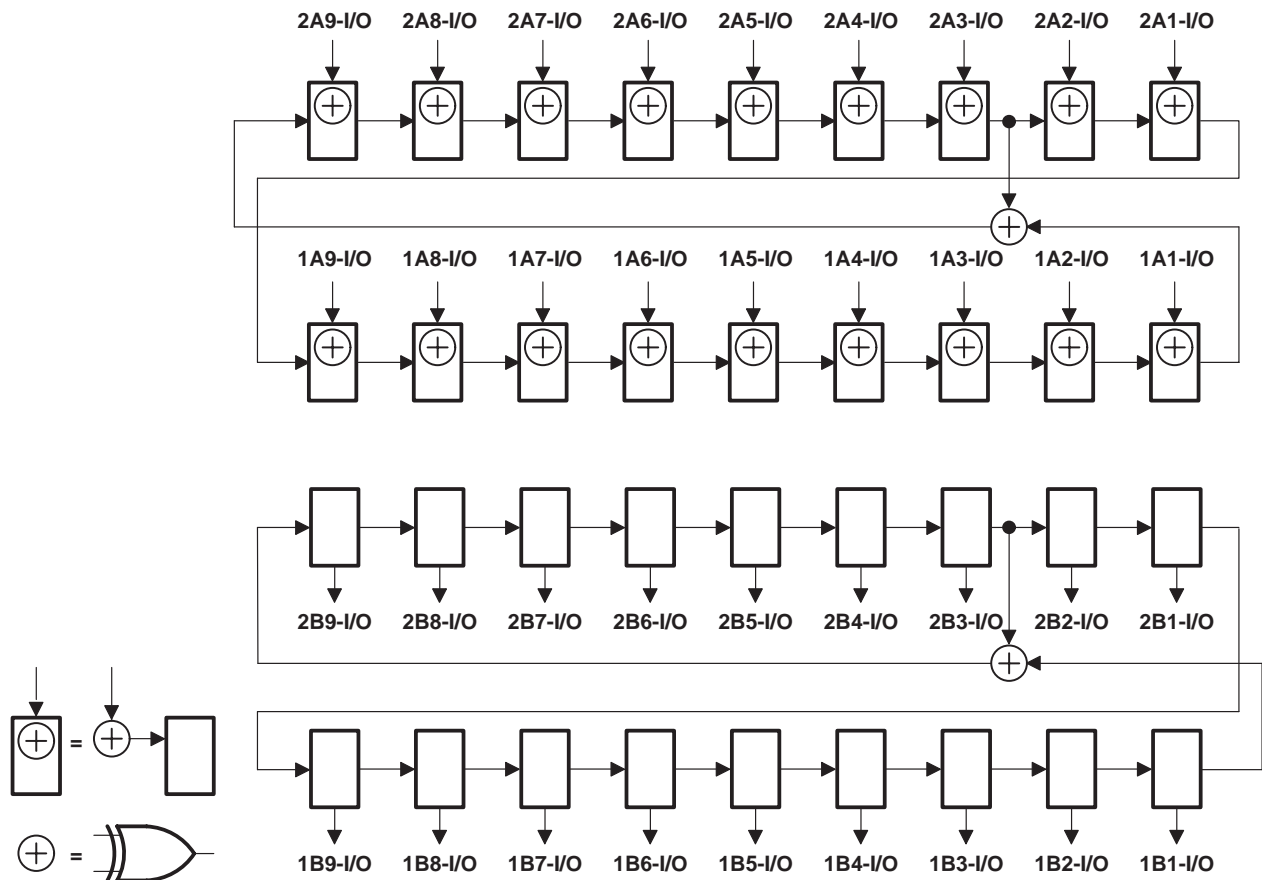 2A9-I/O 2A8-I/O 2A7-I/O 2A6-I/O 2A5-I/O 2A4-I/O 2A3-I/O 2A2-I/O 2A1-I/O
1A9-I/O 1A8-I/O 1A7-I/O 1A6-I/O 1A5-I/O 1A4-I/O 1A3-I/O 1A2-I/O 1A1-I/O
2B9-I/O 2B8-I/O 2B7-I/O 2B6-I/O 2B5-I/O 2B4-I/O 2B3-I/O 2B2-I/O 2B1-I/O
=
=
1B9-I/O 1B8-I/O 1B7-I/O 1B6-I/O 1B5-I/O 1B4-I/O 1B3-I/O 1B2-I/O 1B1-I/O